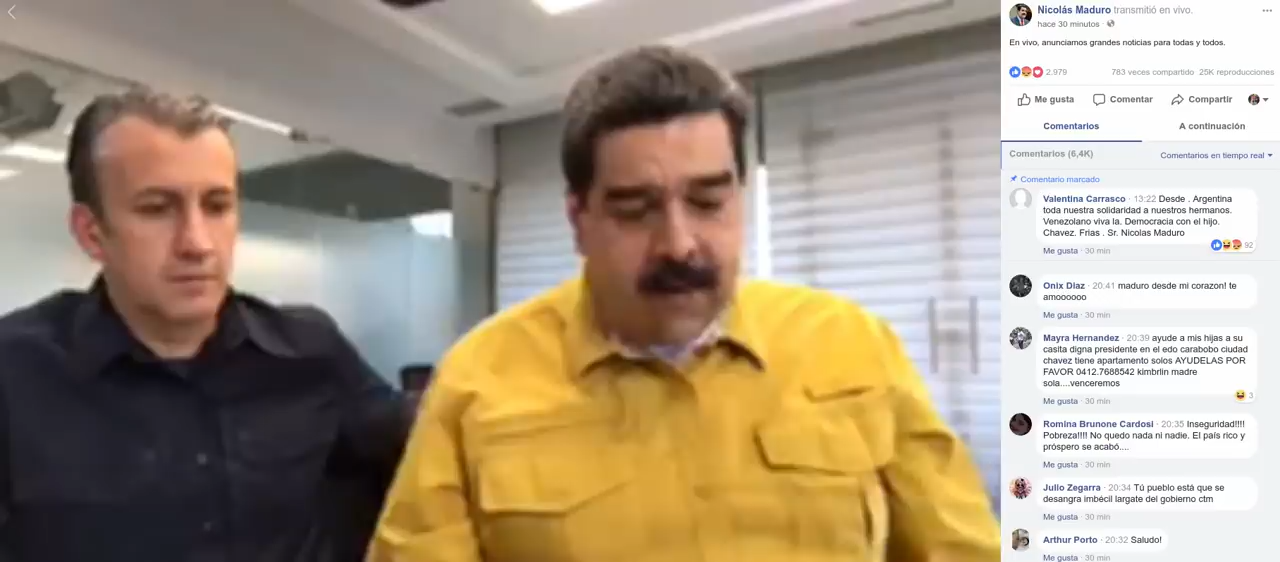 Nicolás Maduro transmitió en vivo.
hace 30 minutos ·
En vivo, anunciamos grandes noticias para todas y todos.
2.979 783 veces compartido 25K reproducciones
Me gusta Comentar Compartir
Comentarios A continuación
Comentarios (6,4K) Comentarios en tiempo real
Comentario marcado
Valentina Carrasco · 13:22 Desde . Argentina
toda nuestra solidaridad a nuestros hermanos.
Venezolano viva la. Democracia con el hijo.
Chavez. Frias . Sr. Nicolas Maduro
92
Me gusta · 30 min
Onix Diaz · 20:41 maduro desde mi corazon! te
amoooooo
Me gusta · 30 min
Mayra Hernandez · 20:39 ayude a mis hijas a su
casita digna presidente en el edo carabobo ciudad
chavez tiene apartamento solos AYUDELAS POR
FAVOR 0412.7688542 kimbrlin madre
sola....venceremos
3
Me gusta · 30 min
Romina Brunone Cardosi · 20:35 Inseguridad!!!!
Pobreza!!!! No quedo nada ni nadie. El país rico y
próspero se acabó....
Me gusta · 30 min
Julio Zegarra · 20:34 Tú pueblo está que se
desangra imbécil largate del gobierno ctm
Me gusta · 30 min
Arthur Porto · 20:32 Saludo!
Me gusta · 30 min